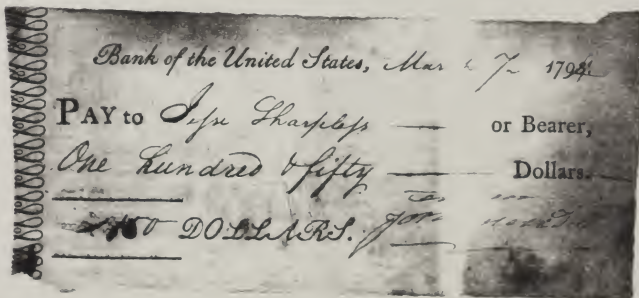 Bank of the United States, Mar 7 1794
PAY to Jesse Sharpless or Bearer,
One hundred & fifty Dollars.
150 DOLLARS.